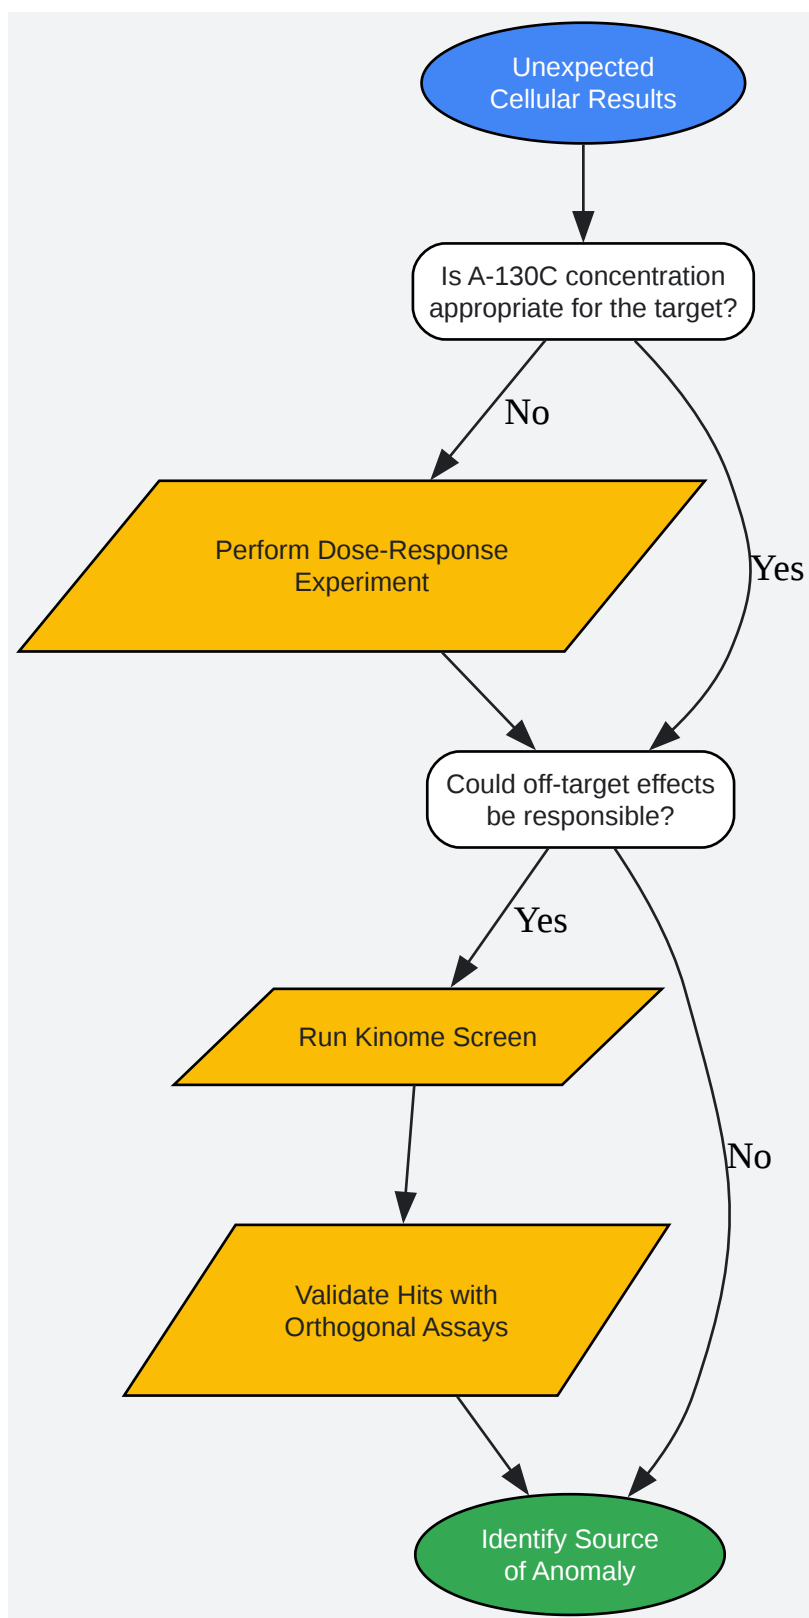 Unexpected
Cellular Results
Is A-130C concentration
appropriate for the target?
No
Perform Dose-Response
Experiment
Yes
Could off-target effects
be responsible?
Yes
Run Kinome Screen
No
Validate Hits with
Orthogonal Assays
Identify Source
of Anomaly